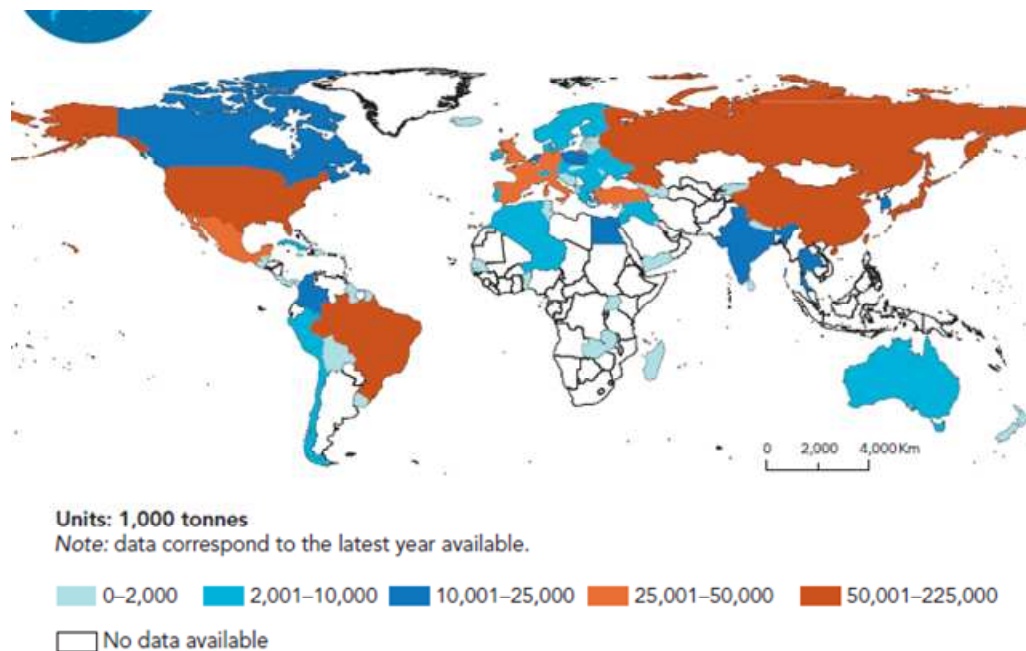 0 2,000 4,000 Km
Units: 1,000 tonnes
Note: data correspond to the latest year available.
0–2,000 2,001–10,000 10,001–25,000 25,001–50,000 50,001–225,000
No data available